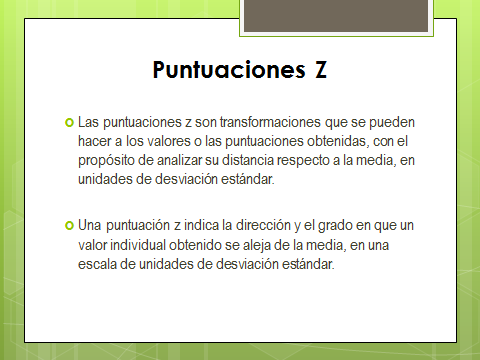 Puntuaciones Z
Las puntuaciones z son transformaciones que se pueden
hacer a los valores o las puntuaciones obtenidas, con el
propósito de analizar su distancia respecto a la media, en
unidades de desviación estándar.
Una puntuación z indica la dirección y el grado en que un
valor individual obtenido se aleja de la media, en una
escala de unidades de desviación estándar.